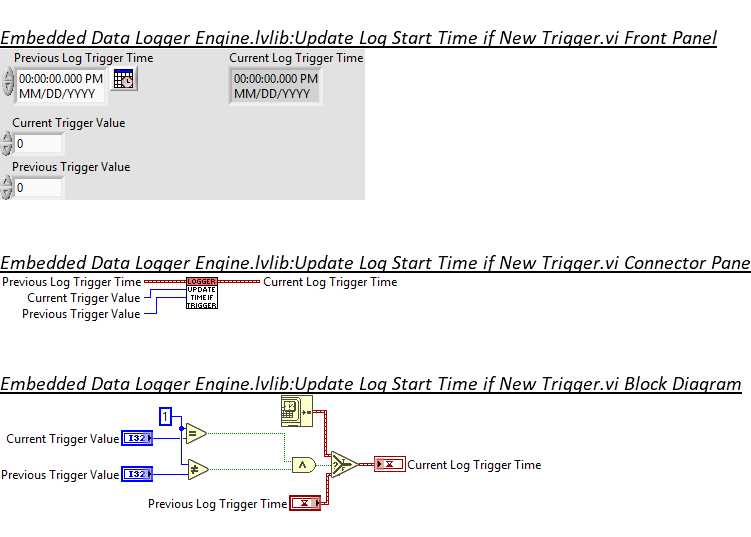 Embedded Data Logger Engine.lvlib:Update Log Start Time if New Trigger.vi Front Panel
Previous Log Trigger Time
Current Log Trigger Time
00:00:00.000 PM
MM/DD/YYYY
00:00:00.000 PM
MM/DD/YYYY
Current Trigger Value
0
Previous Trigger Value
0
Embedded Data Logger Engine.lvlib:Update Log Start Time if New Trigger.vi Connector Pane
Previous Log Trigger Time
Current Trigger Value
Previous Trigger Value
LOGGER
UPDATE
TIME IF
TRIGGER
Current Log Trigger Time
Embedded Data Logger Engine.lvlib:Update Log Start Time if New Trigger.vi Block Diagram
1
Current Trigger Value
I32
=
Previous Trigger Value
I32
≠
∧
?
T
F
Current Log Trigger Time
Previous Log Trigger Time